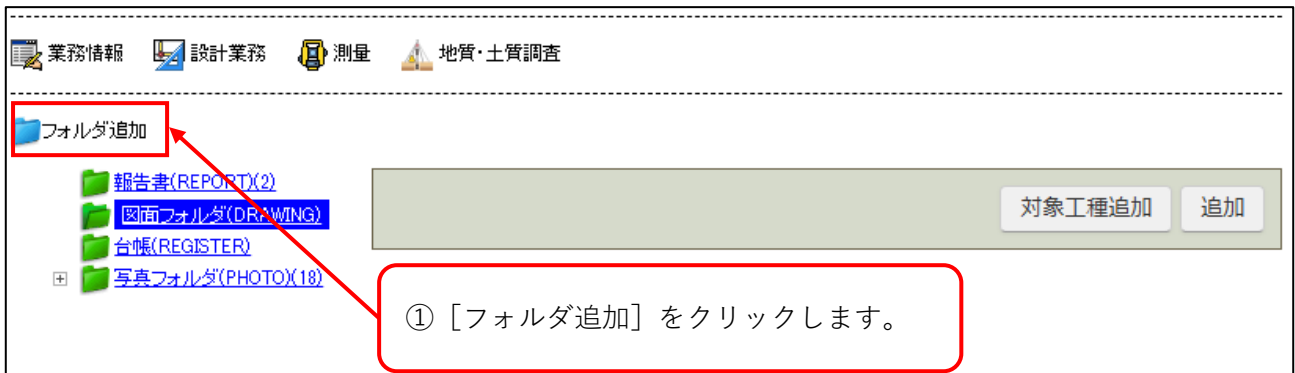 業務情報 設計業務 測量 地質・土質調査
フォルダ追加
報告書(REPORT)(2)
図面フォルダ(DRAWING)
台帳(REGISTER)
写真フォルダ(PHOTO)(18)
対象工種追加 追加
①［フォルダ追加］をクリックします。